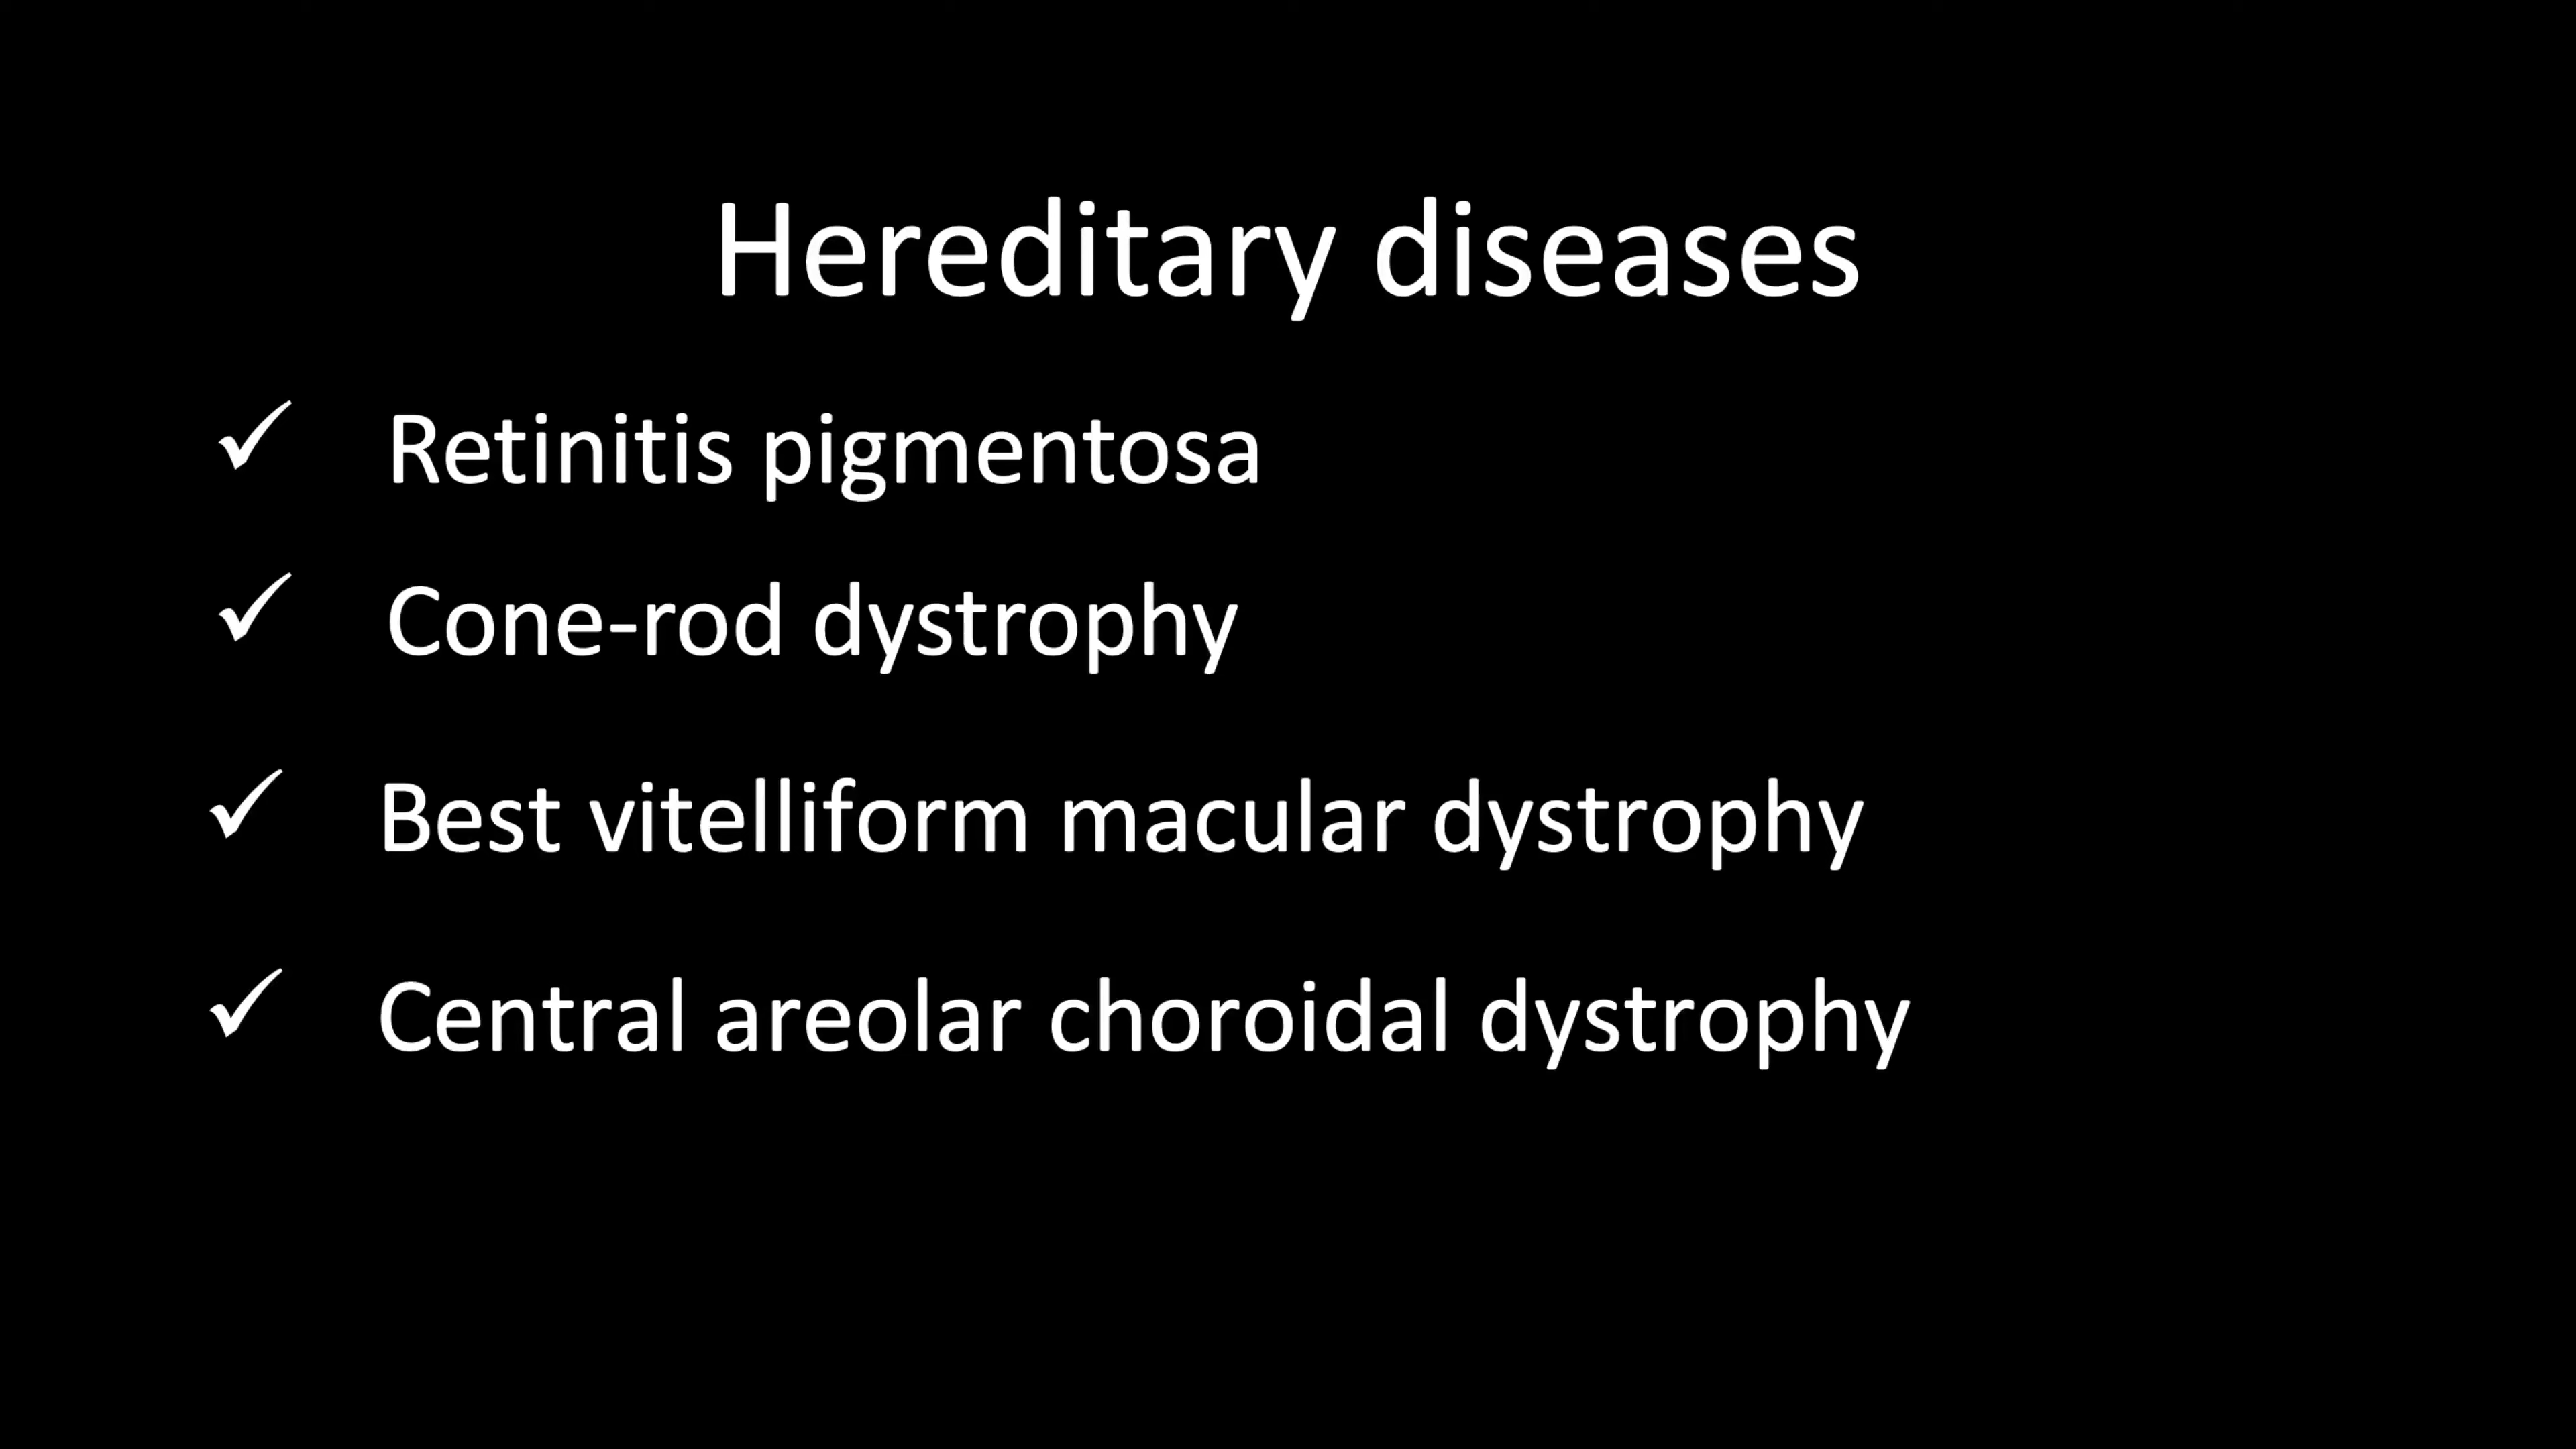 Hereditary diseases
✓ Retinitis pigmentosa
✓ Cone-rod dystrophy
✓ Best vitelliform macular dystrophy
✓ Central areolar choroidal dystrophy